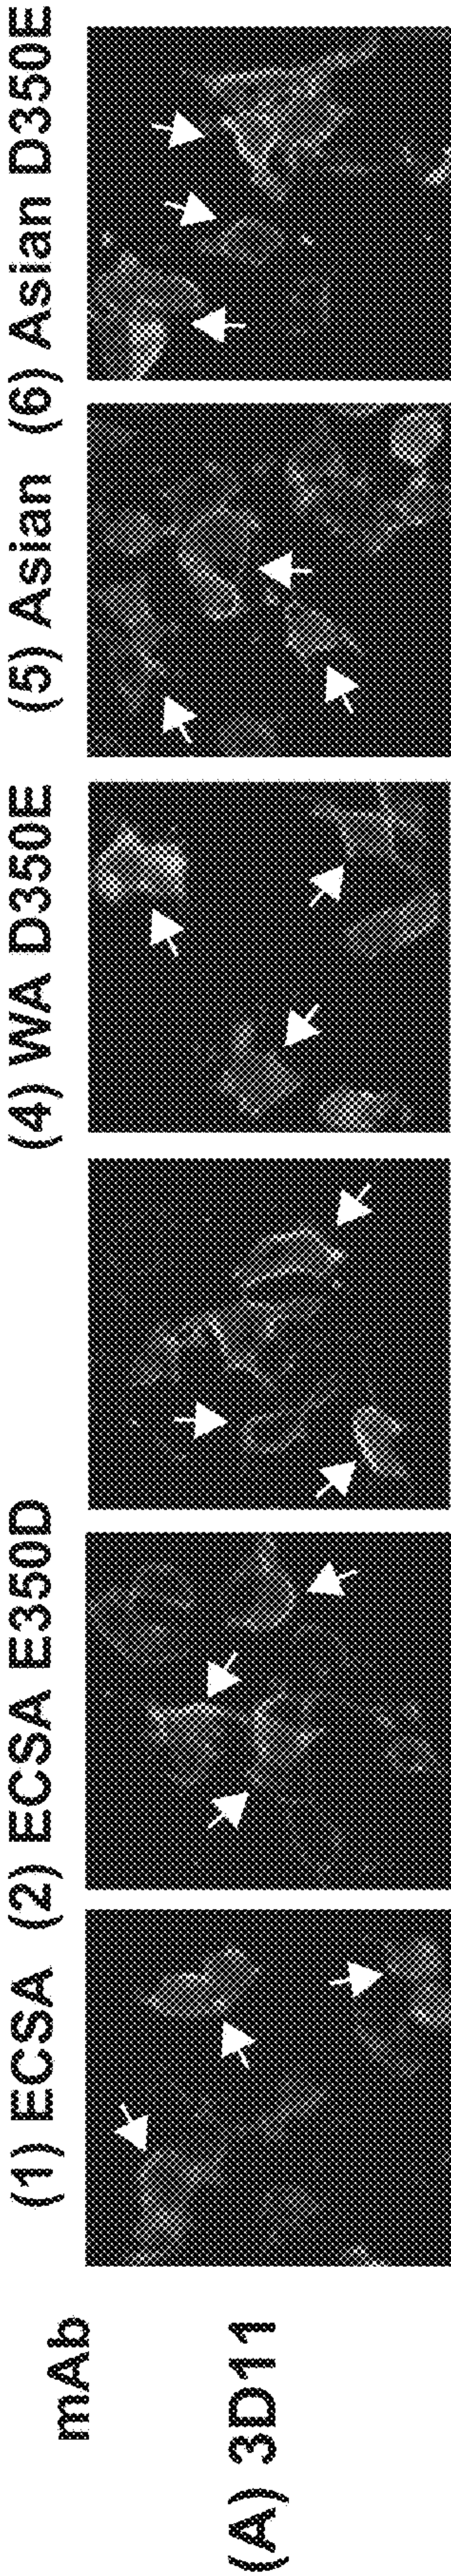 mAb
(1) ECSA (2) ECSA E350D (4) WA D350E (5) Asian (6) Asian D350E
(A) 3D11